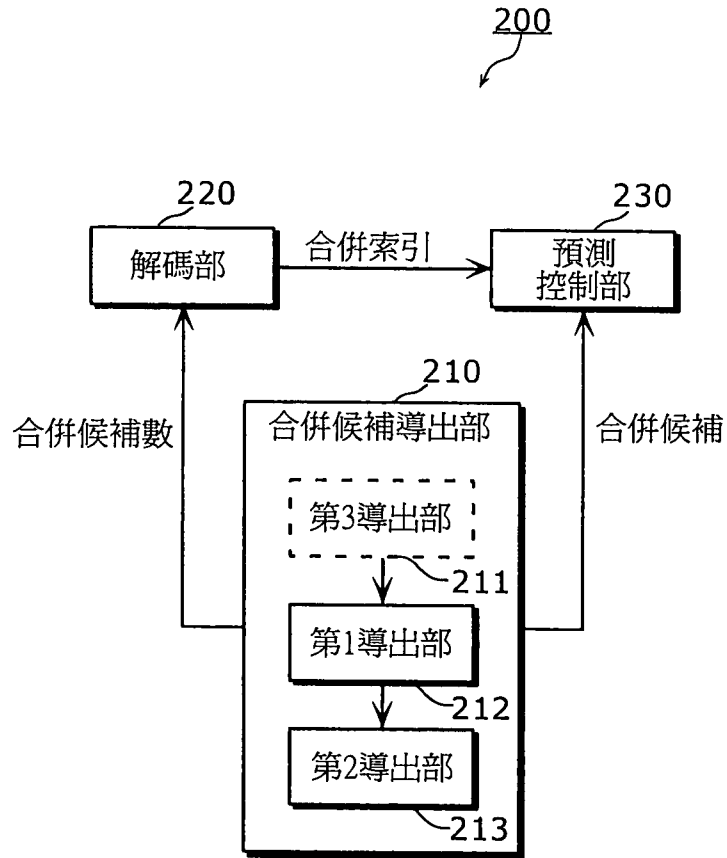 200
220
230
解碼部
合併索引
預測
控制部
210
合併候補數
合併候補導出部
合併候補
第3導出部
211
第1導出部
212
第2導出部
213